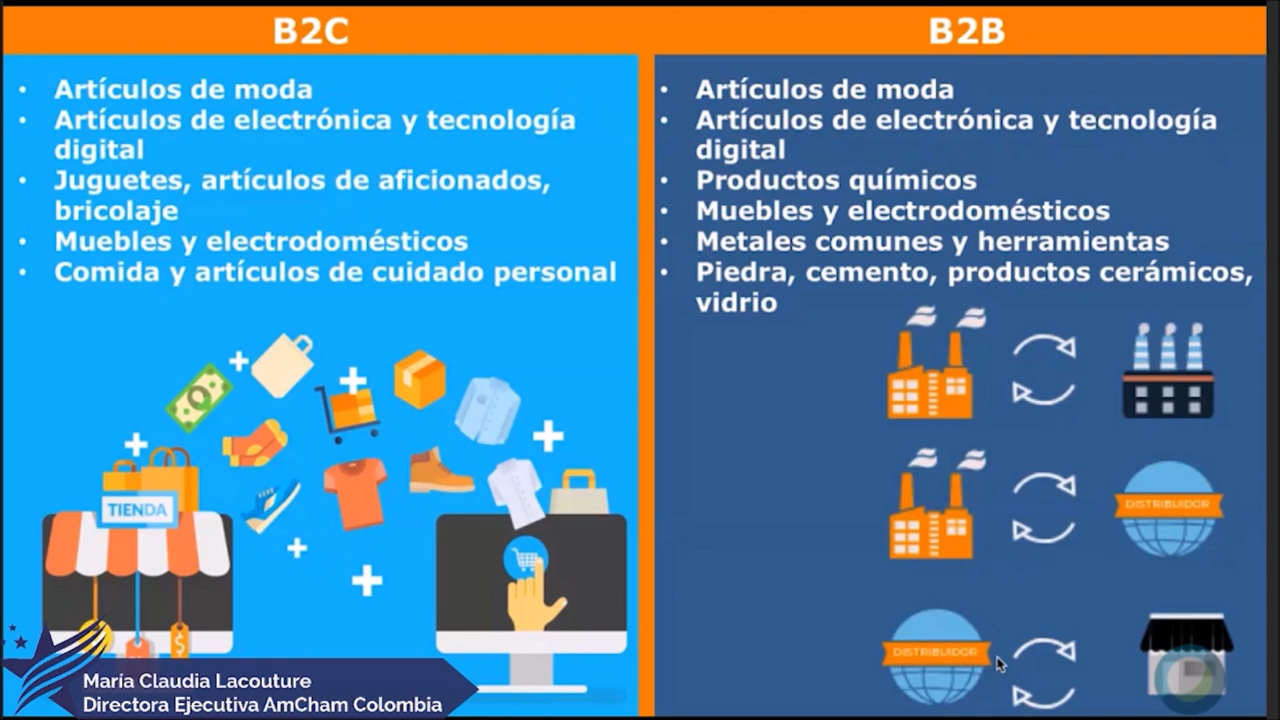 B2C
• Artículos de moda
• Artículos de electrónica y tecnología
digital
• Juguetes, artículos de aficionados,
bricolaje
• Muebles y electrodomésticos
• Comida y artículos de cuidado personal
TIENDA
$
B2B
• Artículos de moda
• Artículos de electrónica y tecnología
digital
• Productos químicos
• Muebles y electrodomésticos
• Metales comunes y herramientas
• Piedra, cemento, productos cerámicos,
vidrio
DISTRIBUIDOR
DISTRIBUIDOR
María Claudia Lacouture
Directora Ejecutiva AmCham Colombia